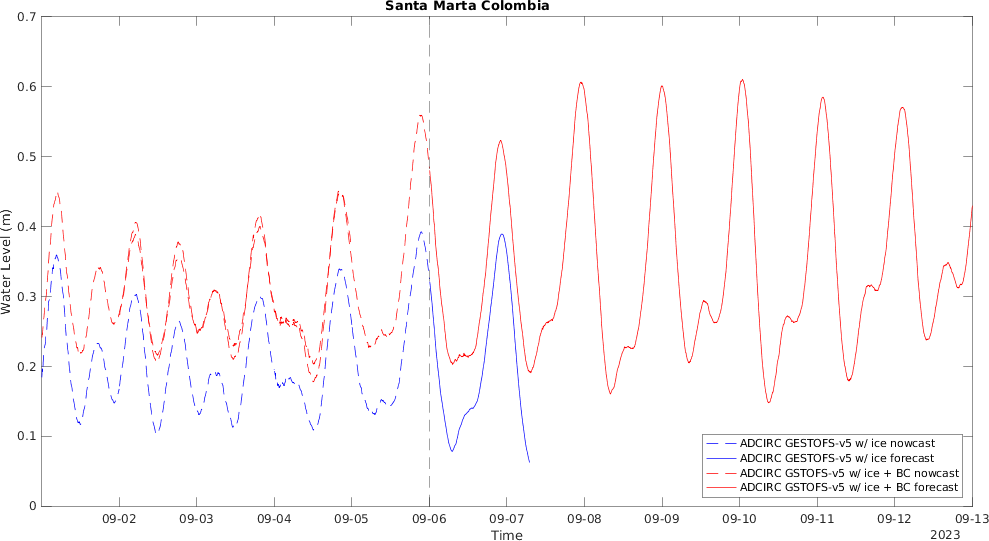 Santa Marta Colombia
0.7
0.6
0.5
0.4
0.3
0.2
0.1
0
Water Level (m)
ADCIRC GESTOFS-v5 w/ ice nowcast
ADCIRC GESTOFS-v5 w/ ice forecast
ADCIRC GSTOFS-v5 w/ ice + BC nowcast
ADCIRC GSTOFS-v5 w/ ice + BC forecast
09-02 09-03 09-04 09-05 09-06 09-07 09-08 09-09 09-10 09-11 09-12 09-13
Time
2023